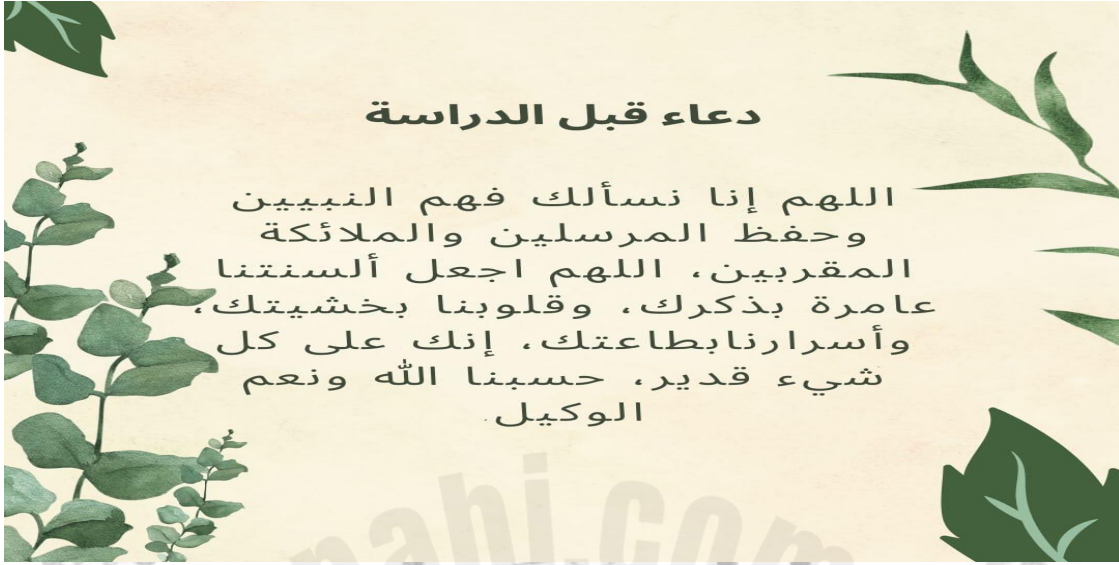 دعاء قبل الدراسة
اللهم إنا نسألك فهم النبيين
وحفظ المرسلين والملائكة
المقربين، اللهم اجعل ألسنتنا
عامرة بذكرك، وقلوبنا بخشيتك،
وأسرارنابطاعتك، إنك على كل
شيء قدير، حسبنا الله ونعم
الوكيل.